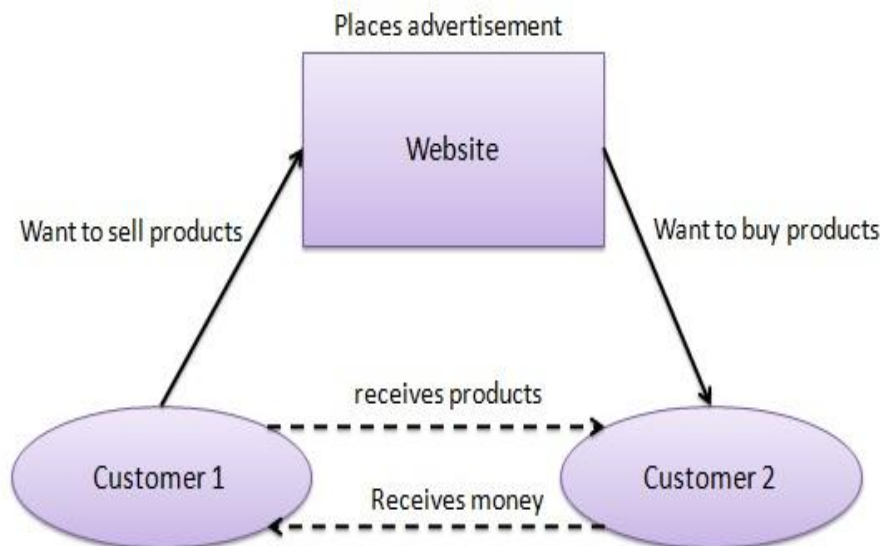 Places advertisement
Website
Want to sell products
Want to buy products
receives products
Customer 1
Customer 2
Receives money